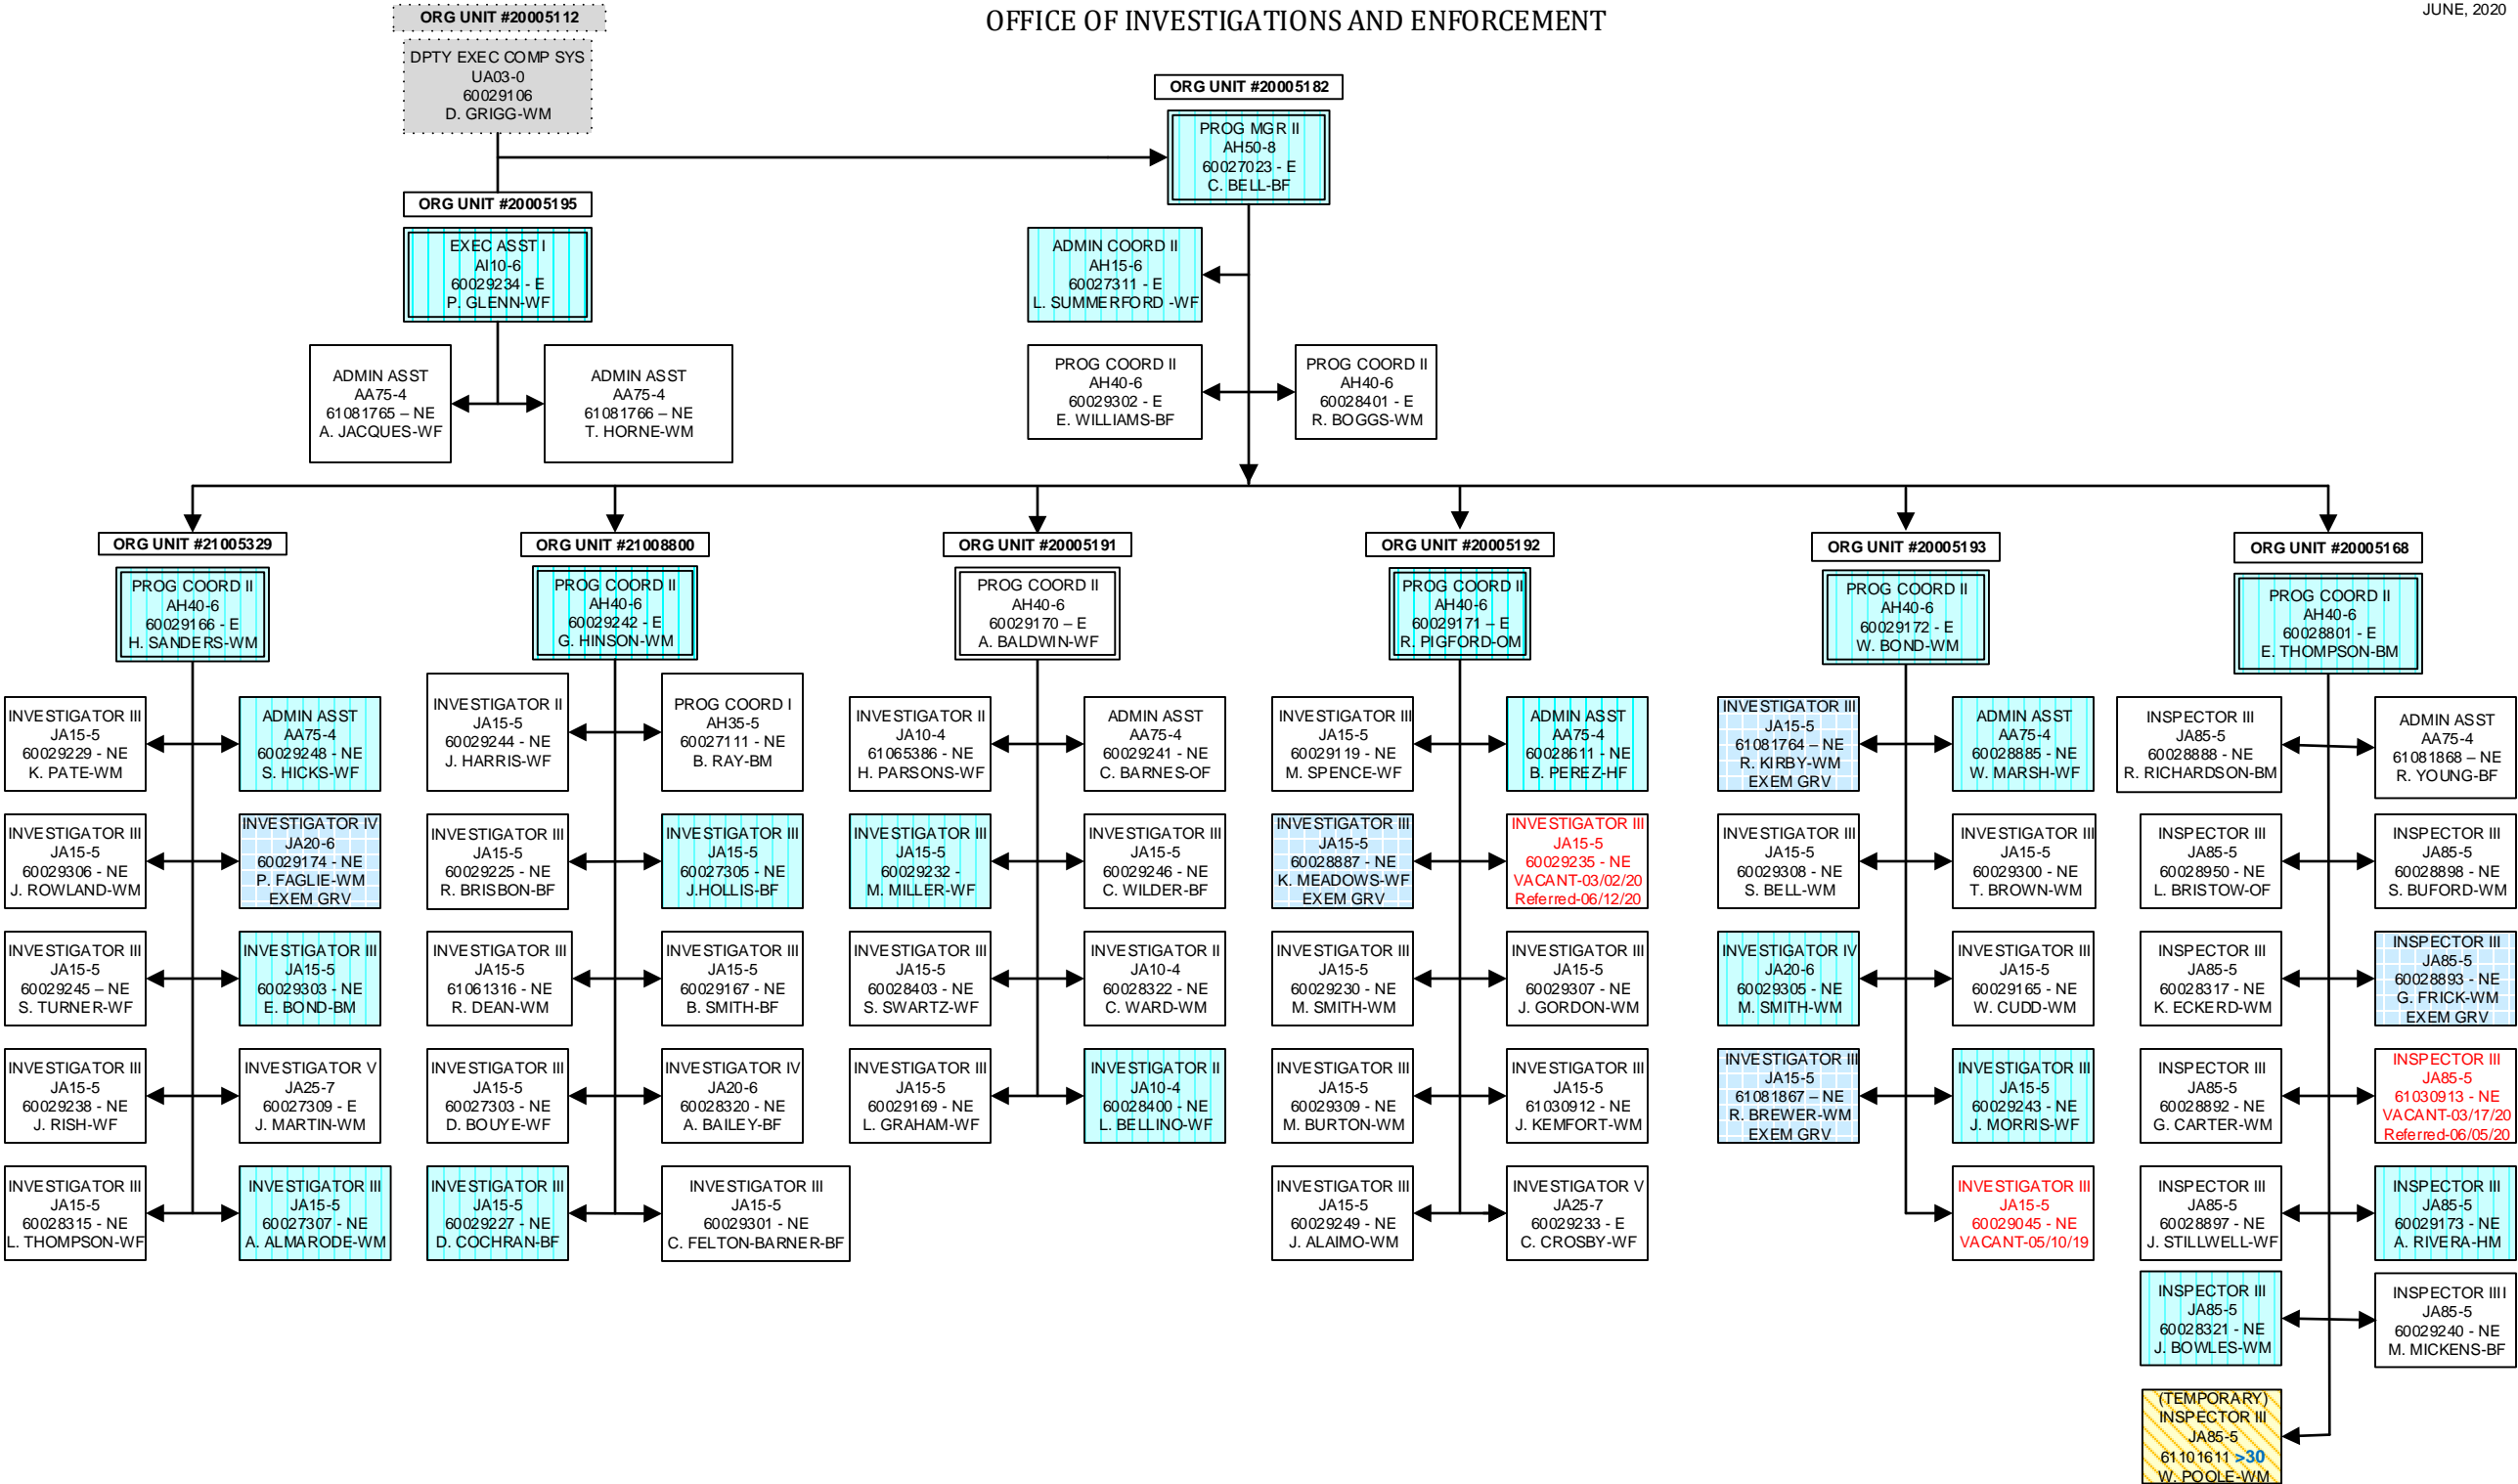 OFFICE OF INVESTIGATIONS AND ENFORCEMENT
JUNE, 2020
ORG UNIT #20005112
DPTY EXEC COMP SYS
UA03-0
60029106
D. GRIGG-WM
ORG UNIT #20005182
PROG MGR II
AH50-8
60027023 - E
C. BELL-BF
ORG UNIT #20005195
EXEC ASST I
AI10-6
60029234 - E
P. GLENN-WF
ADMIN COORD II
AH15-6
60027311 - E
L. SUMMERFORD -WF
ADMIN ASST
AA75-4
61081765 – NE
A. JACQUES-WF
ADMIN ASST
AA75-4
61081766 – NE
T. HORNE-WM
PROG COORD II
AH40-6
60029302 - E
E. WILLIAMS-BF
PROG COORD II
AH40-6
60028401 - E
R. BOGGS-WM
ORG UNIT #21005329
PROG COORD II
AH40-6
60029166 - E
H. SANDERS-WM
INVESTIGATOR III
JA15-5
60029229 - NE
K. PATE-WM
ADMIN ASST
AA75-4
60029248 - NE
S. HICKS-WF
INVESTIGATOR III
JA15-5
60029306 - NE
J. ROWLAND-WM
INVESTIGATOR IV
JA20-6
60029174 - NE
P. FAGLIE-WM
EXEM GRV
INVESTIGATOR III
JA15-5
60029245 – NE
S. TURNER-WF
INVESTIGATOR III
JA15-5
60029303 - NE
E. BOND-BM
INVESTIGATOR III
JA15-5
60029238 - NE
J. RISH-WF
INVESTIGATOR V
JA25-7
60027309 - E
J. MARTIN-WM
INVESTIGATOR III
JA15-5
60028315 - NE
L. THOMPSON-WF
INVESTIGATOR III
JA15-5
60027307 - NE
A. ALMARODE-WM
ORG UNIT #21008800
PROG COORD II
AH40-6
60029242 - E
G. HINSON-WM
INVESTIGATOR II
JA15-5
60029244 - NE
J. HARRIS-WF
PROG COORD I
AH35-5
60027111 - NE
B. RAY-BM
INVESTIGATOR III
JA15-5
60029225 - NE
R. BRISBON-BF
INVESTIGATOR III
JA15-5
60027305 - NE
J.HOLLIS-BF
INVESTIGATOR III
JA15-5
61061316 - NE
R. DEAN-WM
INVESTIGATOR III
JA15-5
60029167 - NE
B. SMITH-BF
INVESTIGATOR III
JA15-5
60027303 - NE
D. BOUYE-WF
INVESTIGATOR IV
JA20-6
60028320 - NE
A. BAILEY-BF
INVESTIGATOR III
JA15-5
60029227 - NE
D. COCHRAN-BF
INVESTIGATOR III
JA15-5
60029301 - NE
C. FELTON-BARNER-BF
ORG UNIT #20005191
PROG COORD II
AH40-6
60029170 – E
A. BALDWIN-WF
INVESTIGATOR II
JA10-4
61065386 - NE
H. PARSONS-WF
ADMIN ASST
AA75-4
60029241 - NE
C. BARNES-OF
INVESTIGATOR III
JA15-5
60029232 -
M. MILLER-WF
INVESTIGATOR III
JA15-5
60029246 - NE
C. WILDER-BF
INVESTIGATOR III
JA15-5
60028403 - NE
S. SWARTZ-WF
INVESTIGATOR II
JA10-4
60028322 - NE
C. WARD-WM
INVESTIGATOR III
JA15-5
60029169 - NE
L. GRAHAM-WF
INVESTIGATOR II
JA10-4
60028400 - NE
L. BELLINO-WF
ORG UNIT #20005192
PROG COORD II
AH40-6
60029171 – E
R. PIGFORD-OM
INVESTIGATOR III
JA15-5
60029119 - NE
M. SPENCE-WF
ADMIN ASST
AA75-4
60028611 - NE
B. PEREZ-HF
INVESTIGATOR III
JA15-5
60028887 - NE
K. MEADOWS-WF
EXEM GRV
INVESTIGATOR III
JA15-5
60029235 - NE
VACANT-03/02/20
Referred-06/12/20
INVESTIGATOR III
JA15-5
60029230 - NE
M. SMITH-WM
INVESTIGATOR III
JA15-5
60029307 - NE
J. GORDON-WM
INVESTIGATOR III
JA15-5
60029309 - NE
M. BURTON-WM
INVESTIGATOR III
JA15-5
61030912 - NE
J. KEMFORT-WM
INVESTIGATOR III
JA15-5
60029249 - NE
J. ALAIMO-WM
INVESTIGATOR V
JA25-7
60029233 - E
C. CROSBY-WF
ORG UNIT #20005193
PROG COORD II
AH40-6
60029172 - E
W. BOND-WM
INVESTIGATOR III
JA15-5
61081764 – NE
R. KIRBY-WM
EXEM GRV
ADMIN ASST
AA75-4
60028885 - NE
W. MARSH-WF
INVESTIGATOR III
JA15-5
60029308 - NE
S. BELL-WM
INVESTIGATOR III
JA15-5
60029300 - NE
T. BROWN-WM
INVESTIGATOR IV
JA20-6
60029305 - NE
M. SMITH-WM
INVESTIGATOR III
JA15-5
60029165 - NE
W. CUDD-WM
INVESTIGATOR III
JA15-5
61081867 – NE
R. BREWER-WM
EXEM GRV
INVESTIGATOR III
JA15-5
60029243 - NE
J. MORRIS-WF
INVESTIGATOR III
JA15-5
60029045 - NE
VACANT-05/10/19
ORG UNIT #20005168
PROG COORD II
AH40-6
60028801 - E
E. THOMPSON-BM
INSPECTOR III
JA85-5
60028888 - NE
R. RICHARDSON-BM
ADMIN ASST
AA75-4
61081868 – NE
R. YOUNG-BF
INSPECTOR III
JA85-5
60028950 - NE
L. BRISTOW-OF
INSPECTOR III
JA85-5
60028898 - NE
S. BUFORD-WM
INSPECTOR III
JA85-5
60028317 - NE
K. ECKERD-WM
INSPECTOR III
JA85-5
60028893 - NE
G. FRICK-WM
EXEM GRV
INSPECTOR III
JA85-5
60028892 - NE
G. CARTER-WM
INSPECTOR III
JA85-5
61030913 - NE
VACANT-03/17/20
Referred-06/05/20
INSPECTOR III
JA85-5
60028897 - NE
J. STILLWELL-WF
INSPECTOR III
JA85-5
60029173 - NE
A. RIVERA-HM
INSPECTOR III
JA85-5
60028321 - NE
J. BOWLES-WM
INSPECTOR IIII
JA85-5
60029240 - NE
M. MICKENS-BF
(TEMPORARY)
INSPECTOR III
JA85-5
61101611 >30
W. POOLE-WM